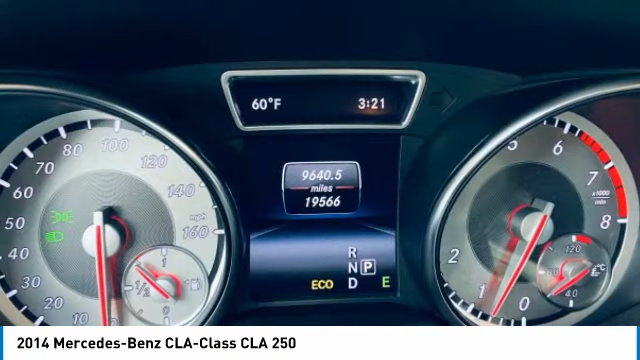 60°F 3:21
9640.5
miles
19566
R
N P
ECO D E
10
20
30
40
50
60
70
80
100
120
140
mph
160
1
1/2
0
0
1
2
5
6
7
x1000
min
8
120
°C
40
2014 Mercedes-Benz CLA-Class CLA 250